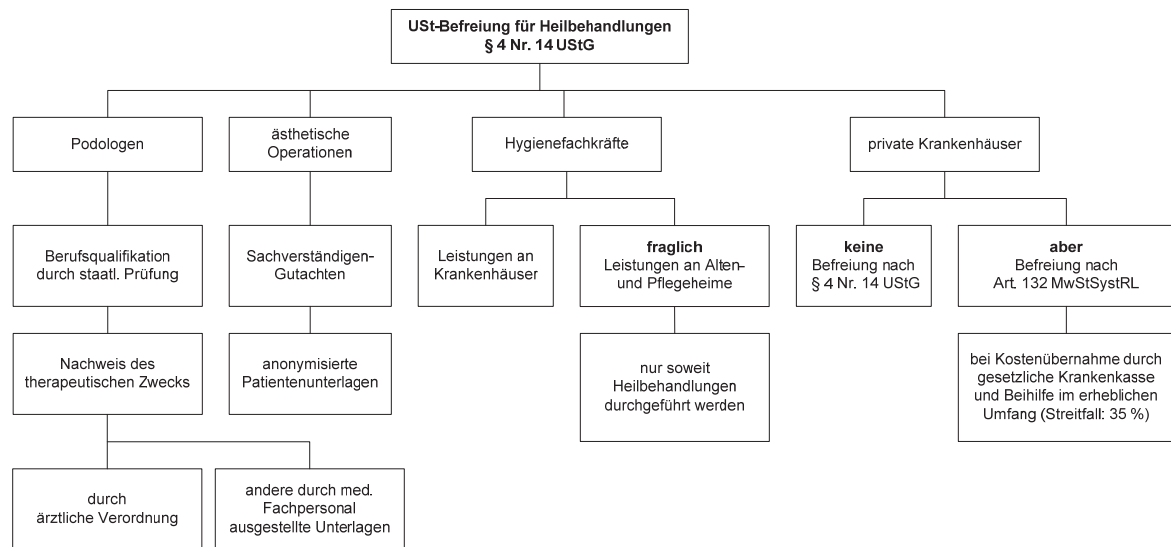 USt-Befreiung für Heilbehandlungen
§ 4 Nr. 14 UStG
Podologen
ästhetische
Operationen
Hygienefachkräfte
private Krankenhäuser
Berufsqualifikation
durch staatl. Prüfung
Sachverständigen-
Gutachten
Leistungen an
Krankenhäuser
fraglich
Leistungen an Alten-
und Pflegeheime
keine
Befreiung nach
§ 4 Nr. 14 UStG
aber
Befreiung nach
Art. 132 MwStSystRL
Nachweis des
therapeutischen Zwecks
anonymisierte
Patientenunterlagen
nur soweit
Heilbehandlungen
durchgeführt werden
bei Kostenübernahme durch
gesetzliche Krankenkasse
und Beihilfe im erheblichen
Umfang (Streitfall: 35 %)
durch
ärztliche Verordnung
andere durch med.
Fachpersonal
ausgestellte Unterlagen